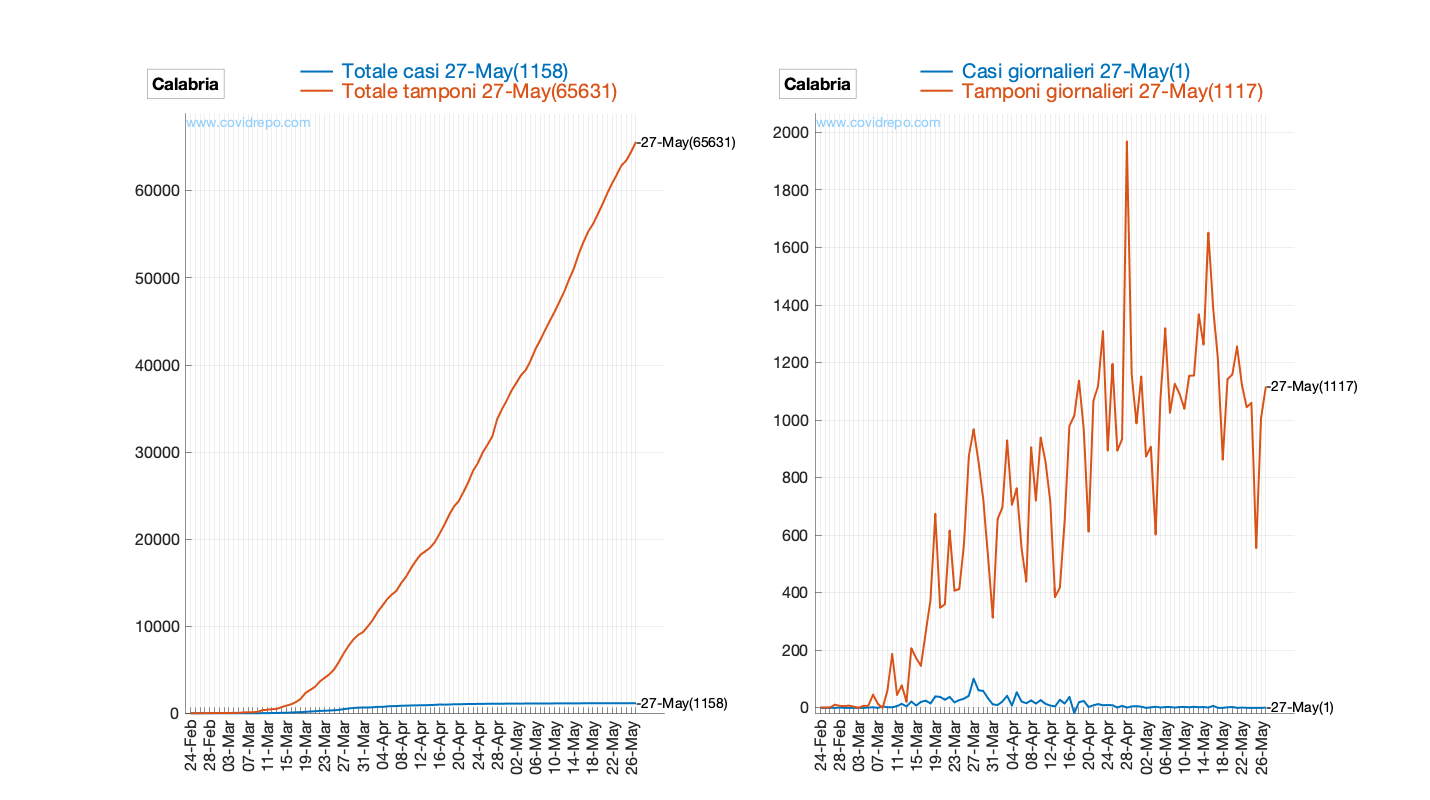 Calabria
Totale casi 27-May(1158)
Totale tamponi 27-May(65631)
www.covidrepo.com
27-May(65631)
60000
50000
40000
30000
20000
10000
0
27-May(1158)
24-Feb
28-Feb
03-Mar
07-Mar
11-Mar
15-Mar
19-Mar
23-Mar
27-Mar
31-Mar
04-Apr
08-Apr
12-Apr
16-Apr
20-Apr
24-Apr
28-Apr
02-May
06-May
10-May
14-May
18-May
22-May
26-May
Calabria
Casi giornalieri 27-May(1)
Tamponi giornalieri 27-May(1117)
www.covidrepo.com
2000
1800
1600
1400
1200
1000
800
600
400
200
0
27-May(1117)
27-May(1)
24-Feb
28-Feb
03-Mar
07-Mar
11-Mar
15-Mar
19-Mar
23-Mar
27-Mar
31-Mar
04-Apr
08-Apr
12-Apr
16-Apr
20-Apr
24-Apr
28-Apr
02-May
06-May
10-May
14-May
18-May
22-May
26-May